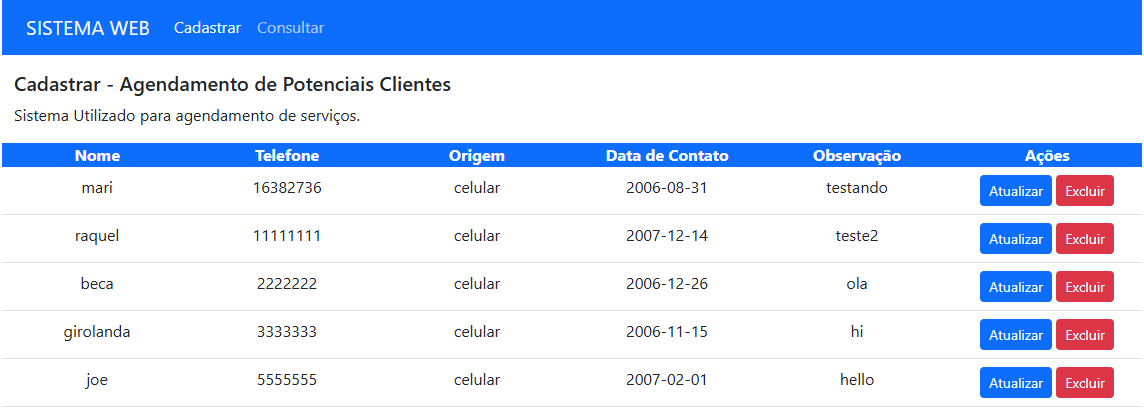 SISTEMA WEB Cadastrar Consultar
Cadastrar - Agendamento de Potenciais Clientes
Sistema Utilizado para agendamento de serviços.
Nome Telefone Origem Data de Contato Observação Ações
mari 16382736 celular 2006-08-31 testando Atualizar Excluir
raquel 11111111 celular 2007-12-14 teste2 Atualizar Excluir
beca 2222222 celular 2006-12-26 ola Atualizar Excluir
girolanda 3333333 celular 2006-11-15 hi Atualizar Excluir
joe 5555555 celular 2007-02-01 hello Atualizar Excluir